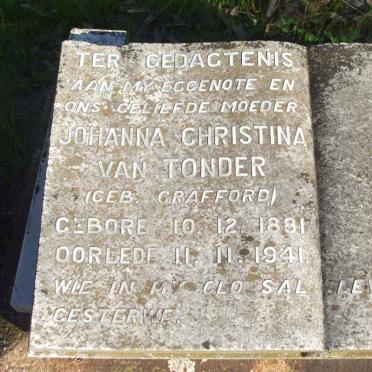 TER GEDAGTENIS
AAN MY EGGENOTE EN
ONS GELIEFDE MOEDER
JOHANNA CHRISTINA
VAN TONDER
(GEB. CRAFFORD)
GEBORE 10. 12. 1881
OORLEDE 11. 11. 1941.
WIE IN MY GLO SAL LEW
GESTERWE.